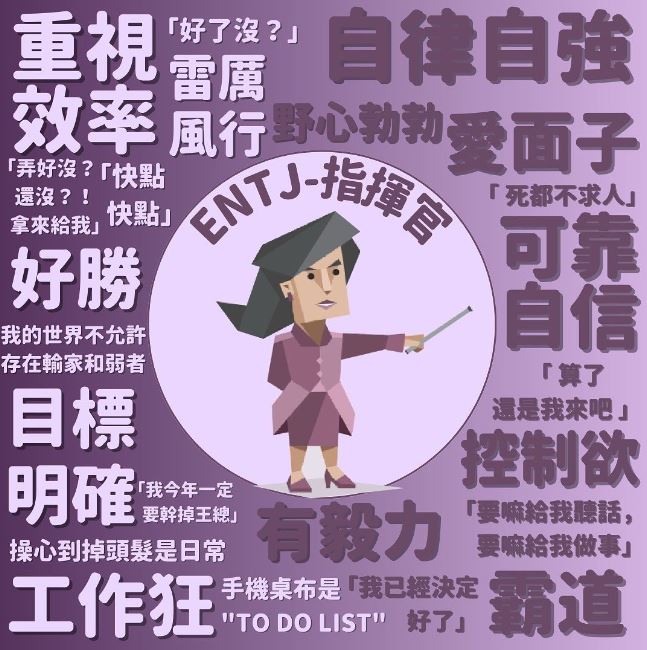 重視
效率
「好了沒？」
雷厲
風行
自律自強
野心勃勃
愛面子
「死都不求人」
「弄好沒？
還沒？！
拿來給我」
「快點
快點」
ENTJ-指揮官
可靠
自信
好勝
我的世界不允許
存在輸家和弱者
「算了
還是我來吧」
目標
明確
「我今年一定
要幹掉王總」
控制欲
「要嘛給我聽話，
要嘛給我做事」
有毅力
操心到掉頭髮是日常
工作狂
手機桌布是
"TO DO LIST"
「我已經決定
好了」
霸道